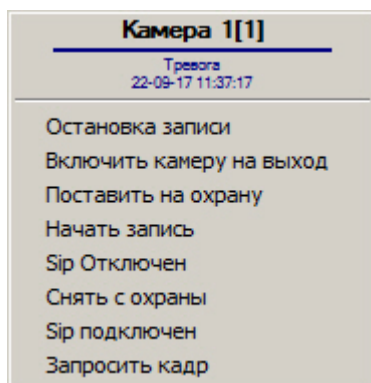 Камера 1[1]
Тревога
22-09-17 11:37:17
Остановка записи
Включить камеру на выход
Поставить на охрану
Начать запись
Sip Отключен
Снять с охраны
Sip подключен
Запросить кадр